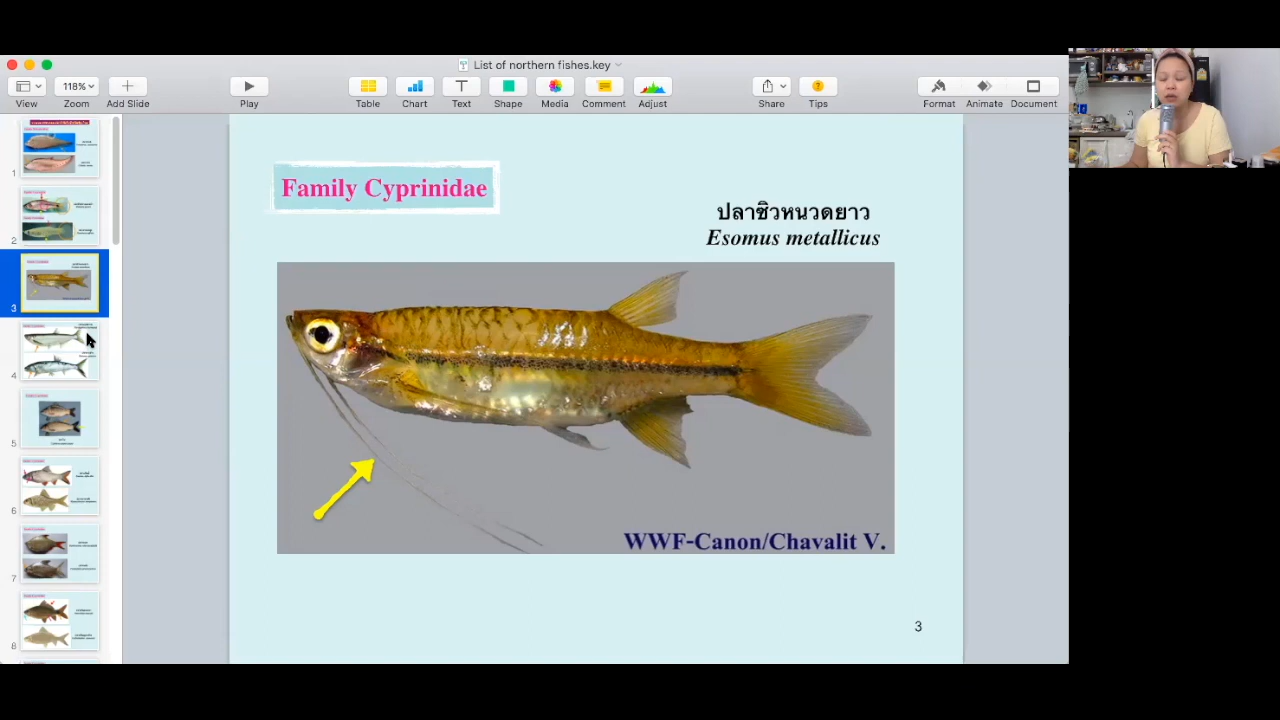 List of northern fishes.key
118%
View
Zoom
Add Slide
Play
Table
Chart
Text
Shape
Media
Comment
Adjust
Share
Tips
Format
Animate
Document
1
2
3
4
5
6
7
8
Family Cyprinidae
ปลาซิวหนวดยาว
Esomus metallicus
WWF-Canon/Chavalit V.
3